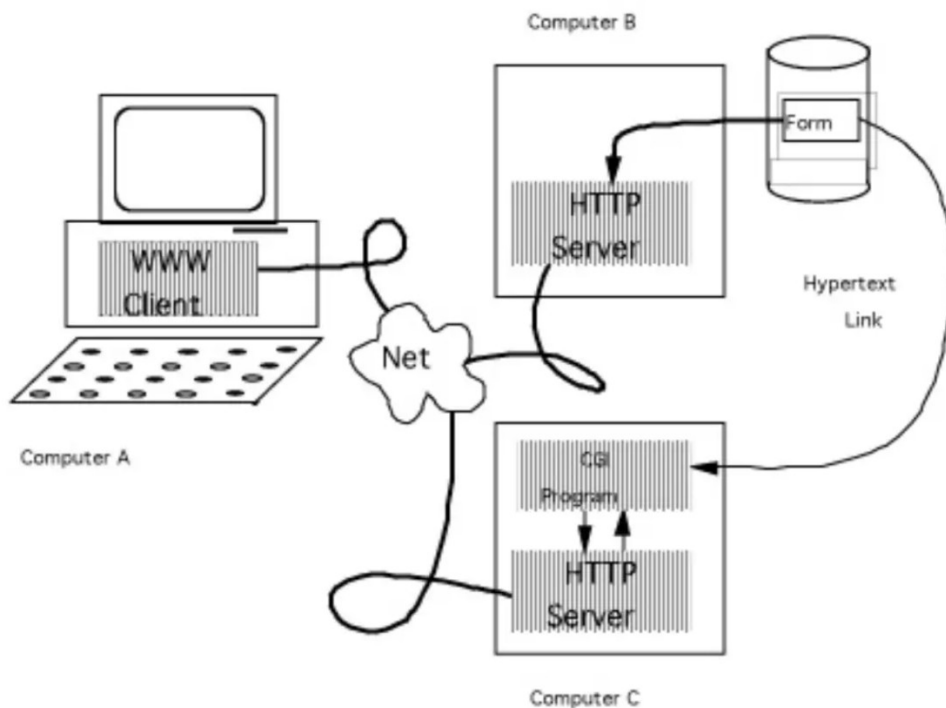 Computer B
Form
HTTP
Server
WWW
Client
Hypertext
Link
Net
Computer A
CGI
Program
HTTP
Server
Computer C